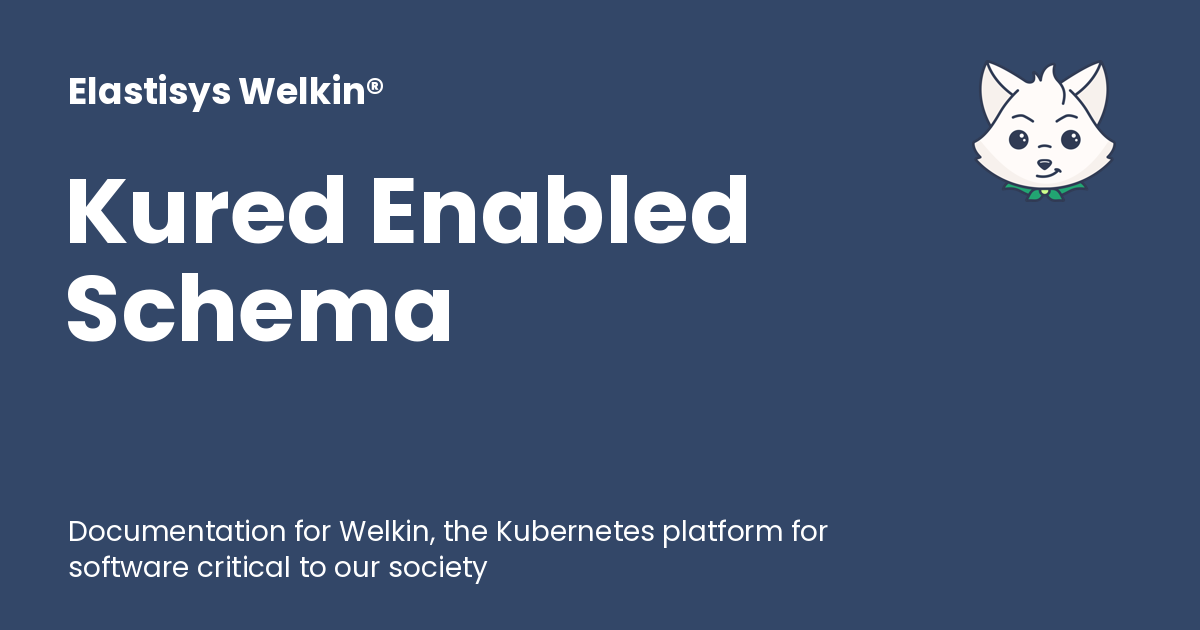 Elastisys Welkin®
Kured Enabled
Schema
Documentation for Welkin, the Kubernetes platform for
software critical to our society